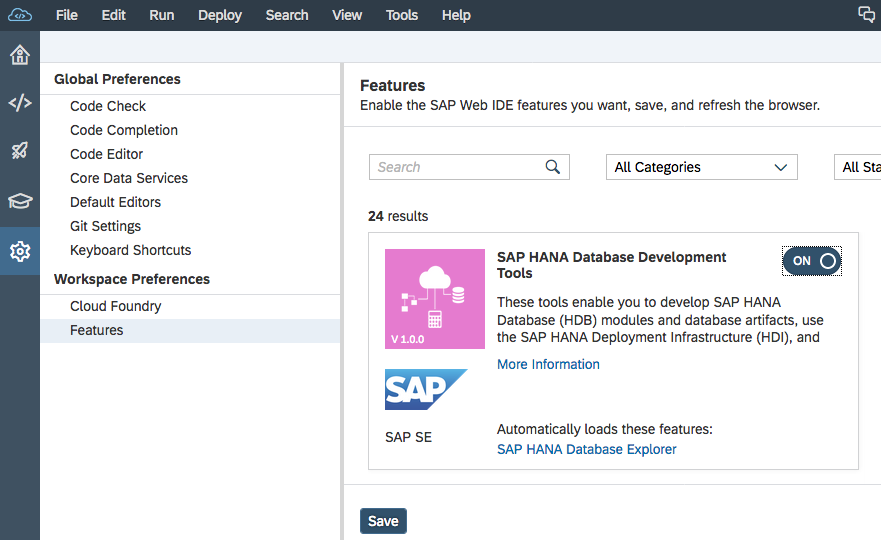 File Edit Run Deploy Search View Tools Help
Global Preferences
Code Check
Code Completion
Code Editor
Core Data Services
Default Editors
Git Settings
Keyboard Shortcuts
Workspace Preferences
Cloud Foundry
Features
Features
Enable the SAP Web IDE features you want, save, and refresh the browser.
Search
All Categories
All Sta
24 results
V 1.0.0
SAP
SAP SE
SAP HANA Database Development
Tools
ON
These tools enable you to develop SAP HANA
Database (HDB) modules and database artifacts, use
the SAP HANA Deployment Infrastructure (HDI), and
More Information
Automatically loads these features:
SAP HANA Database Explorer
Save